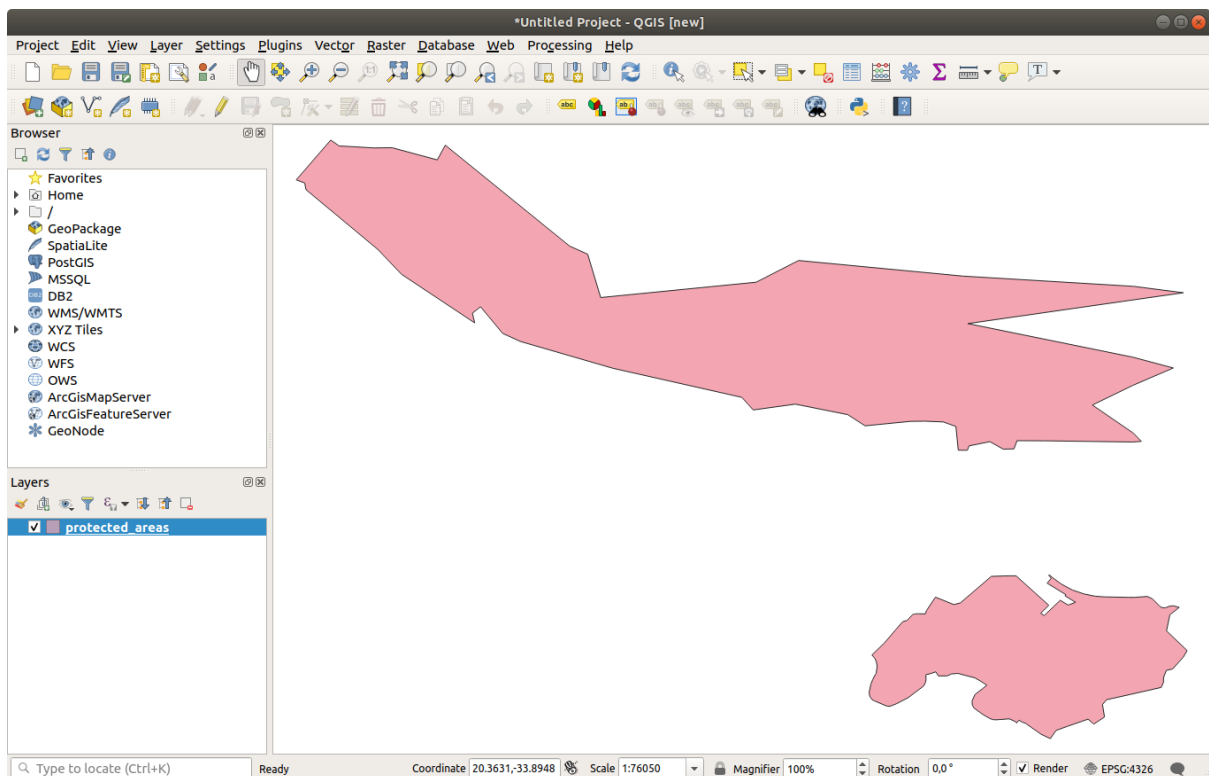 *Untitled Project - QGIS [new]
Project Edit View Layer Settings Plugins Vector Raster Database Web Processing Help
Browser
Favorites
Home
/
GeoPackage
SpatiaLite
PostGIS
MSSQL
DB2
WMS/WMTS
XYZ Tiles
WCS
WFS
OWS
ArcGisMapServer
ArcGisFeatureServer
GeoNode
Layers
protected_areas
Type to locate (Ctrl+K) Ready Coordinate 20.3631,-33.8948 Scale 1:76050 Magnifier 100% Rotation 0,0 ° Render EPSG:4326